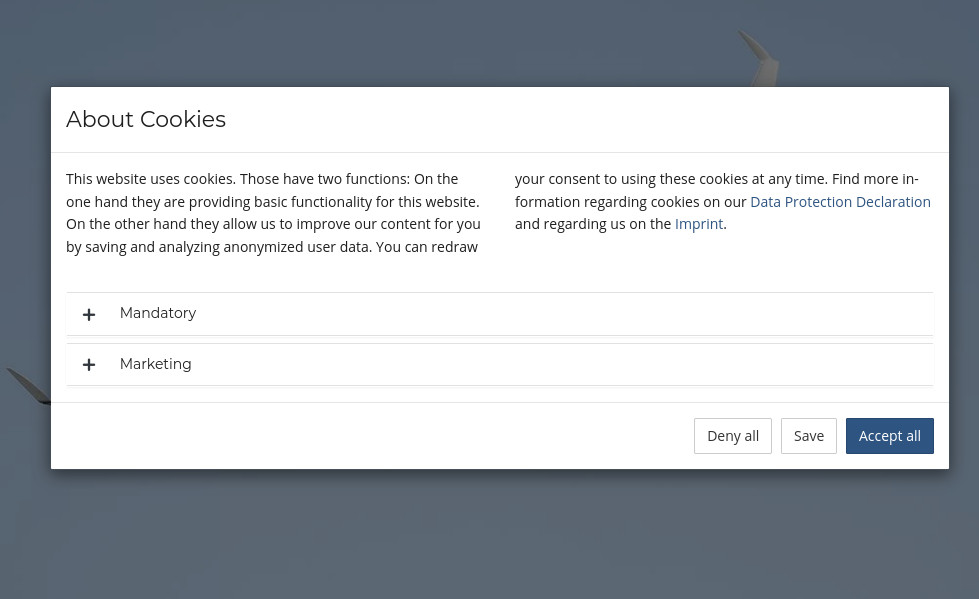 About Cookies
This website uses cookies. Those have two functions: On the
one hand they are providing basic functionality for this website.
On the other hand they allow us to improve our content for you
by saving and analyzing anonymized user data. You can redraw
your consent to using these cookies at any time. Find more in-
formation regarding cookies on our Data Protection Declaration
and regarding us on the Imprint.
Mandatory
Marketing
Deny all
Save
Accept all